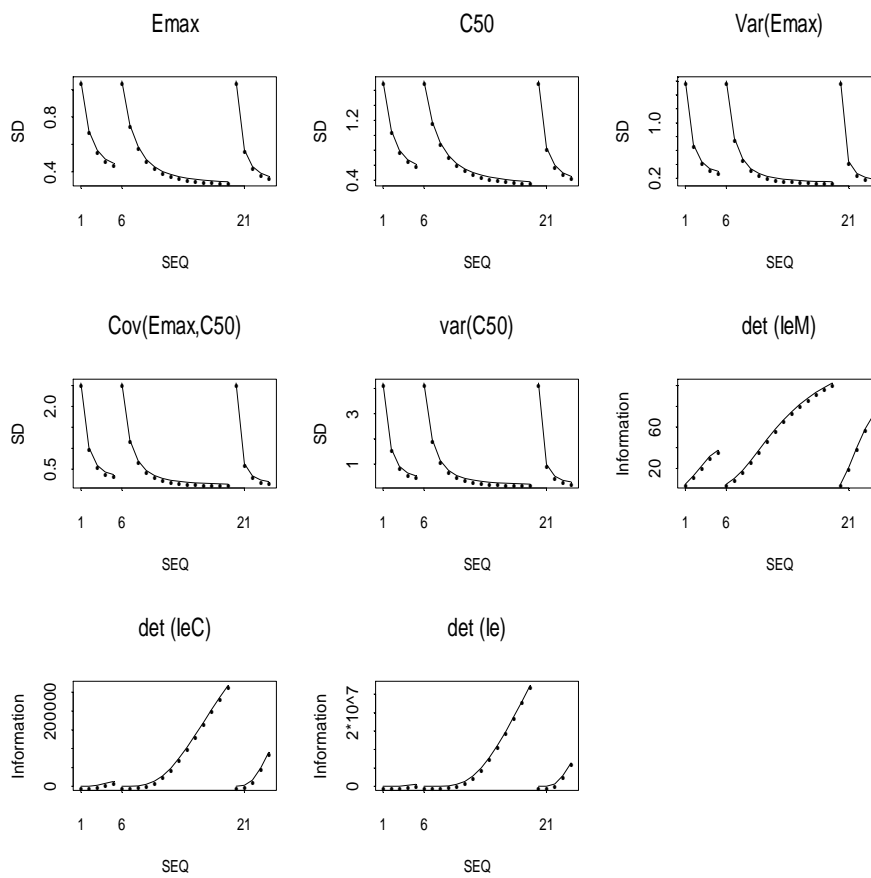 Emax
SD
0.4 0.8
1 6 21
SEQ
C50
SD
0.4 1.2
1 6 21
SEQ
Var(Emax)
SD
0.2 1.0
1 6 21
SEQ
Cov(Emax,C50)
SD
0.5 2.0
1 6 21
SEQ
var(C50)
SD
1 3
1 6 21
SEQ
det (IeM)
Information
20 60
1 6 21
SEQ
det (IeC)
Information
0 200000
1 6 21
SEQ
det (Ie)
Information
0 2*10^7
1 6 21
SEQ